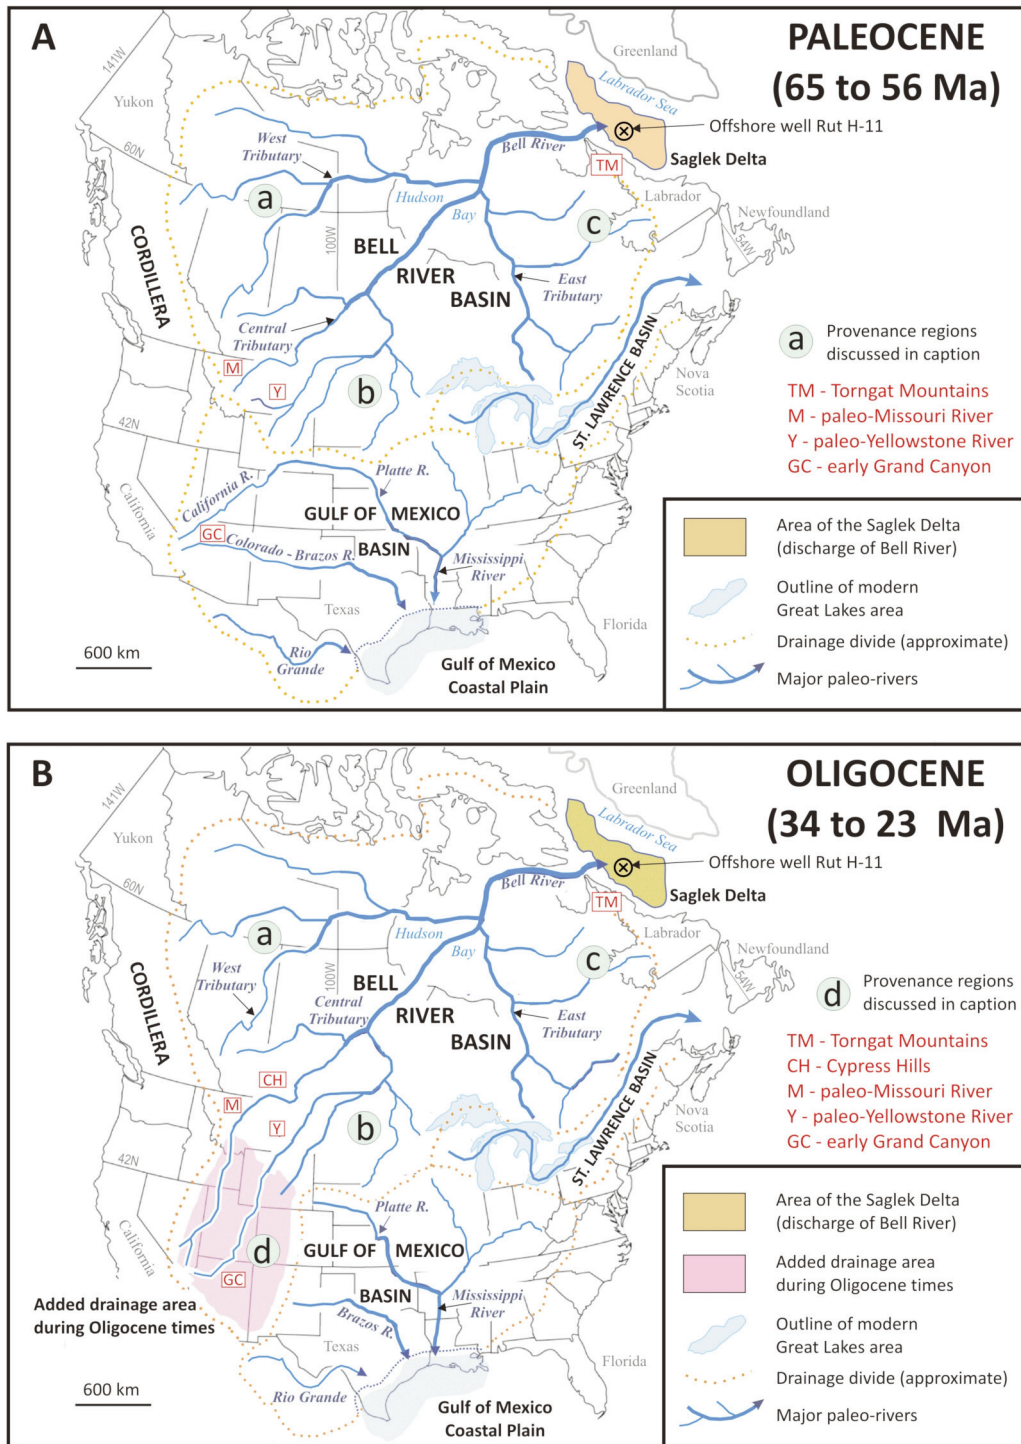 A
PALEOCENE
(65 to 56 Ma)
Greenland
Labrador Sea
141W
Yukon
Offshore well Rut H-11
Bell River
West
Tributary
60N
Saglek Delta
TM
Labrador
a
Hudson
Bay
c
Newfoundland
54W
100W
BELL
RIVER
BASIN
CORDILLERA
East
Tributary
Central
Tributary
ST. LAWRENCE BASIN
a
Provenance regions
discussed in caption
Nova
Scotia
M
Y
b
TM - Torngat Mountains
M - paleo-Missouri River
Y - paleo-Yellowstone River
GC - early Grand Canyon
42N
California R.
Platte R.
California
GULF OF MEXICO
BASIN
GC
Colorado - Brazos R.
Mississippi
River
Texas
Florida
Rio
Grande
600 km
Gulf of Mexico
Coastal Plain
Area of the Saglek Delta
(discharge of Bell River)
Outline of modern
Great Lakes area
Drainage divide (approximate)
Major paleo-rivers
B
OLIGOCENE
(34 to 23 Ma)
Greenland
Labrador Sea
141W
Yukon
Offshore well Rut H-11
Bell River
60N
Saglek Delta
TM
Labrador
a
Hudson
Bay
c
Newfoundland
54W
West
Tributary
100W
Central
Tributary
BELL
RIVER
BASIN
CORDILLERA
East
Tributary
ST. LAWRENCE BASIN
d
Provenance regions
discussed in caption
CH
M
Y
b
Nova
Scotia
TM - Torngat Mountains
CH - Cypress Hills
M - paleo-Missouri River
Y - paleo-Yellowstone River
GC - early Grand Canyon
42N
California
Platte R.
d
GULF OF MEXICO
BASIN
GC
Added drainage area
during Oligocene times
Brazos R.
Mississippi
River
Texas
Florida
Rio Grande
600 km
Gulf of Mexico
Coastal Plain
Area of the Saglek Delta
(discharge of Bell River)
Added drainage area
during Oligocene times
Outline of modern
Great Lakes area
Drainage divide (approximate)
Major paleo-rivers